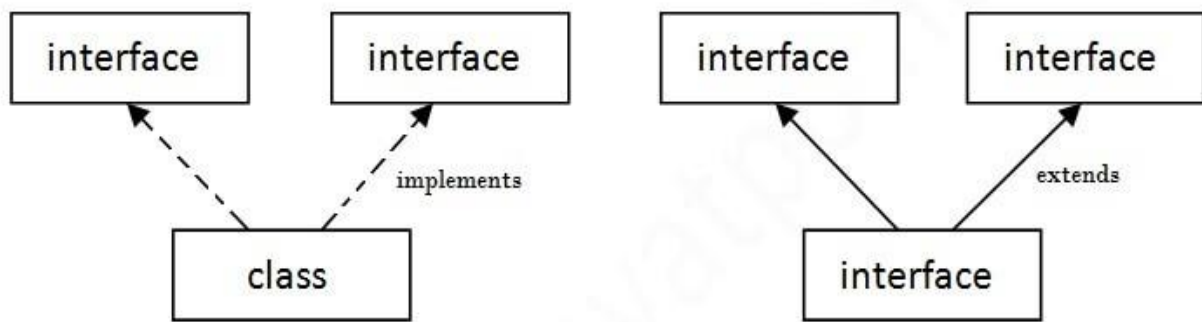 interface
interface
interface
interface
implements
extends
class
interface